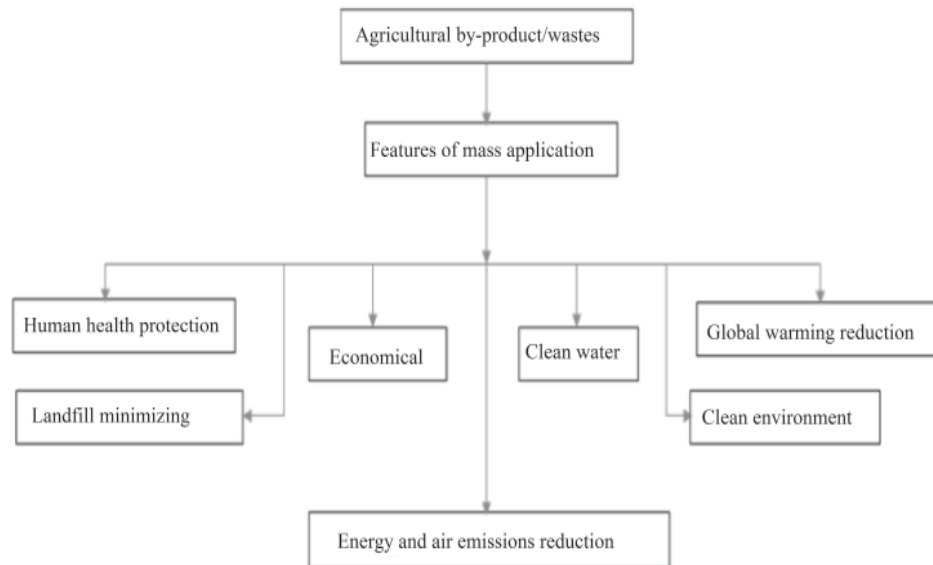 Agricultural by-product/wastes
Features of mass application
Human health protection
Economical
Clean water
Global warming reduction
Landfill minimizing
Clean environment
Energy and air emissions reduction